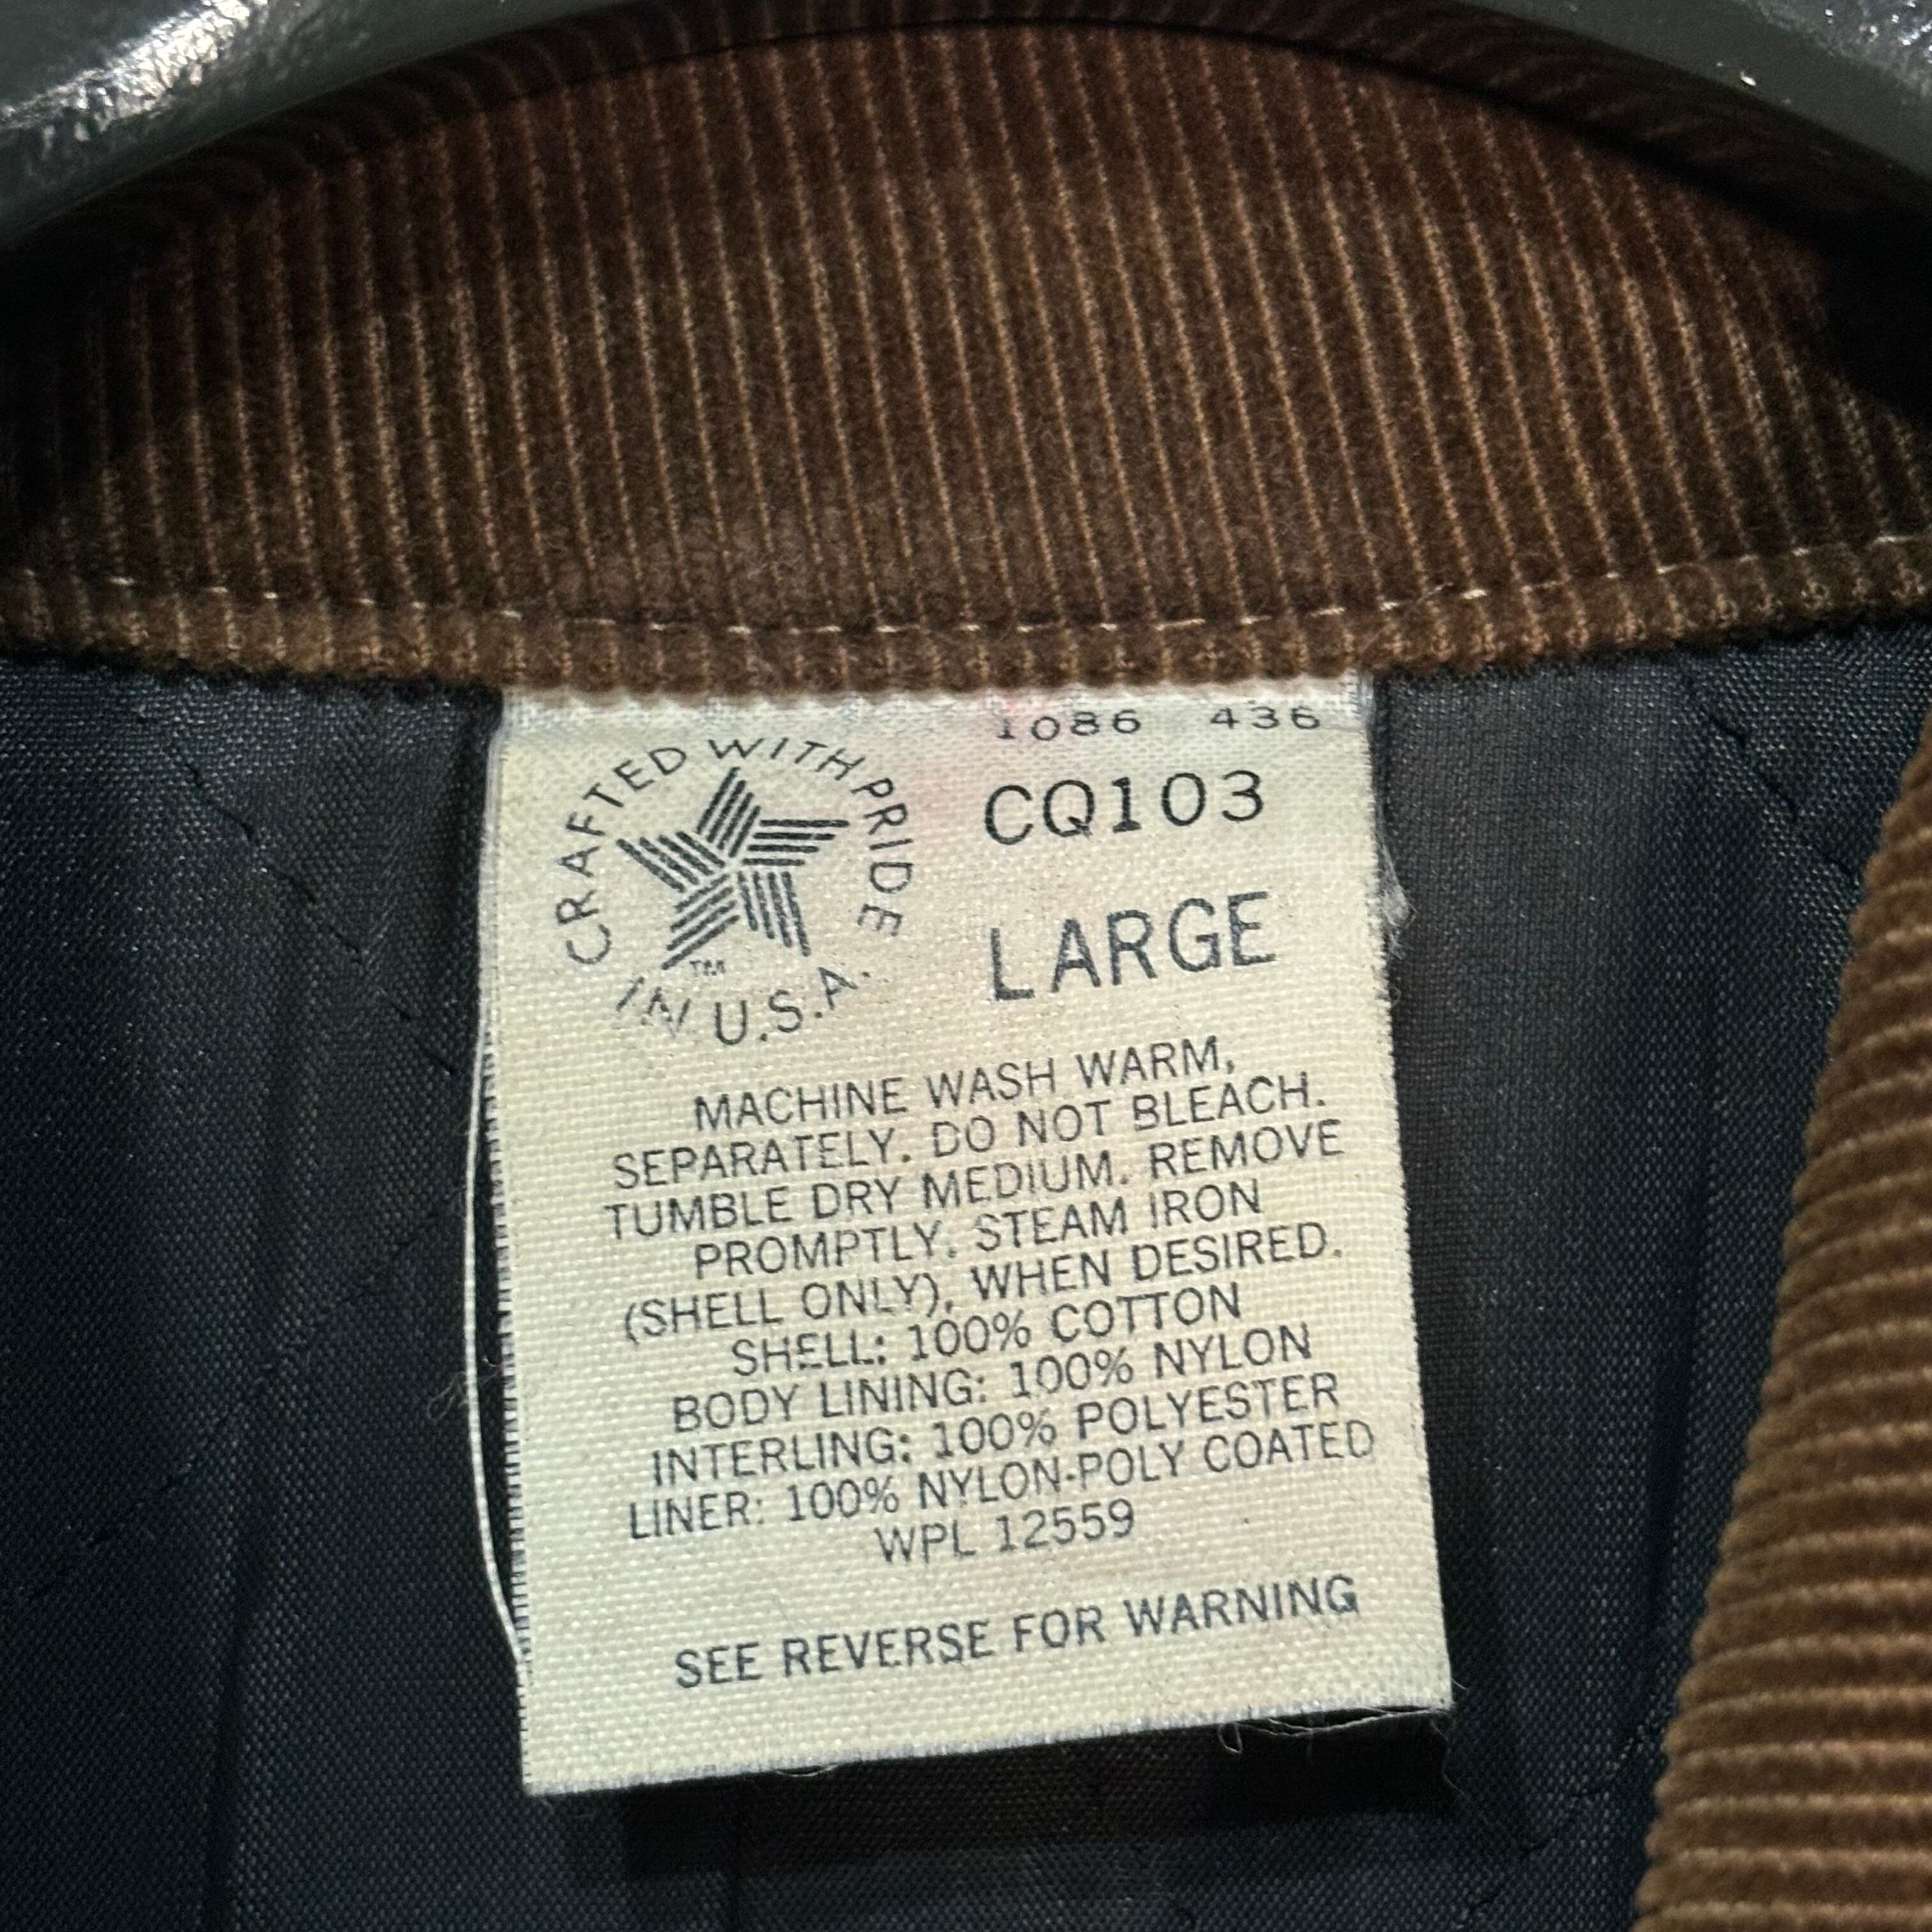 1086 436
CRAFTED WITH PRIDE
IN U.S.A.
TM
CQ103
LARGE
MACHINE WASH WARM,
SEPARATELY. DO NOT BLEACH.
TUMBLE DRY MEDIUM. REMOVE
PROMPTLY. STEAM IRON
(SHELL ONLY), WHEN DESIRED.
SHELL: 100% COTTON
BODY LINING: 100% NYLON
INTERLING: 100% POLYESTER
LINER: 100% NYLON-POLY COATED
WPL 12559
SEE REVERSE FOR WARNING